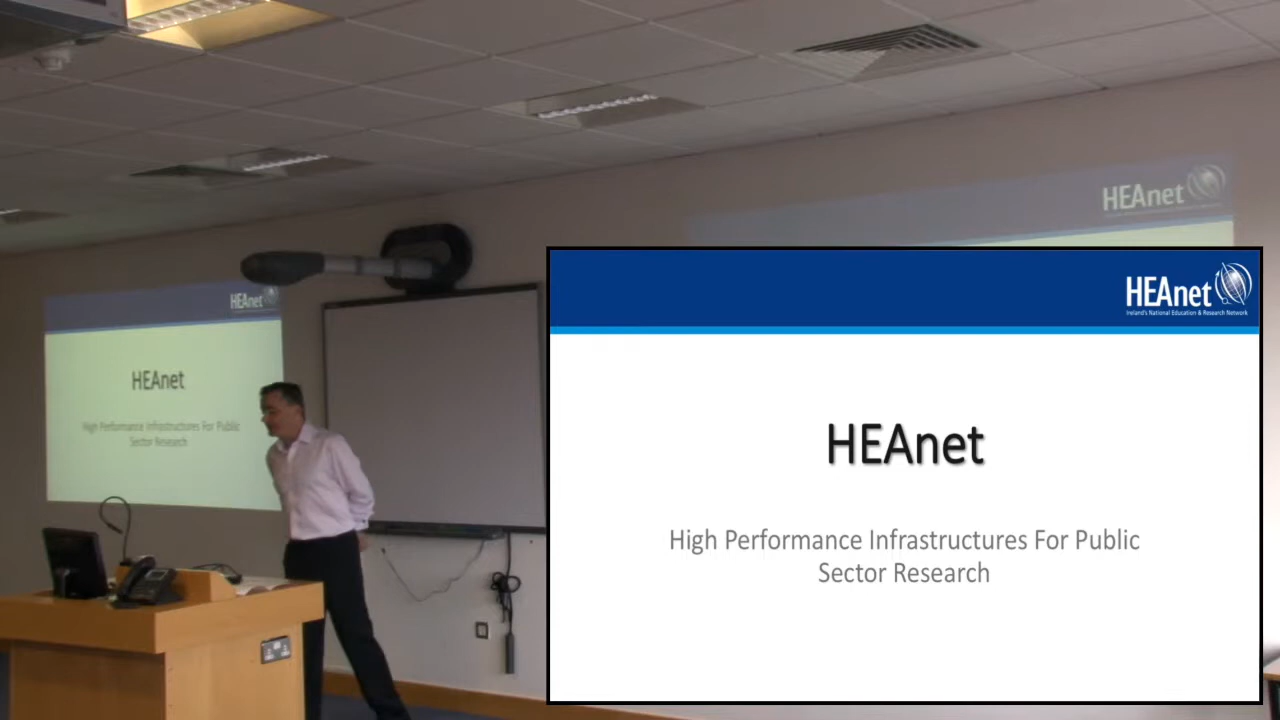 HEAnet
HEAnet
Ireland's National Education & Research Network
HEAnet
High Performance Infrastructures For Public
Sector Research
HEAnet
HEAnet
High Performance Infrastructures For Public
Sector Research